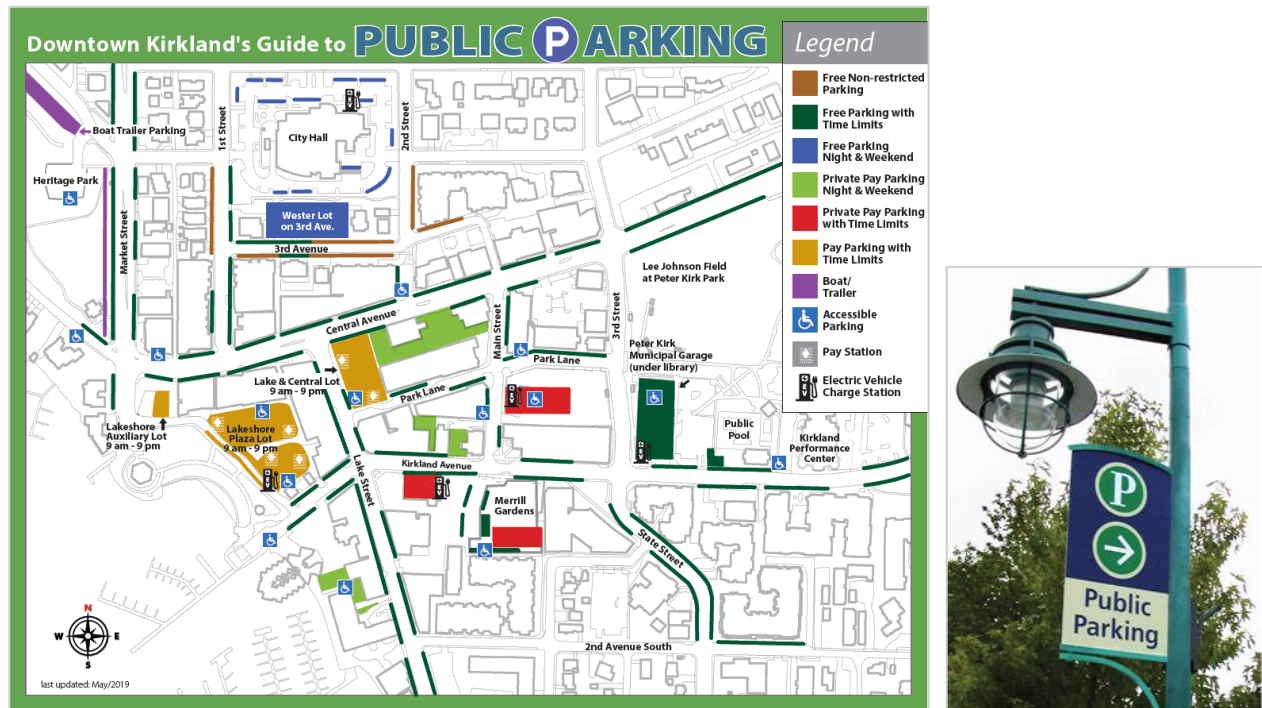 Downtown Kirkland's Guide to PUBLIC PARKING
Legend
Free Non-restricted
Parking
Free Parking with
Time Limits
Free Parking
Night & Weekend
Private Pay Parking
Night & Weekend
Private Pay Parking
with Time Limits
Pay Parking with
Time Limits
Boat/
Trailer
Accessible
Parking
Pay Station
EV
Electric Vehicle
Charge Station
Boat Trailer Parking
Heritage Park
Market Street
1st Street
City Hall
EV
2nd Street
Wester Lot
on 3rd Ave.
3rd Avenue
Central Avenue
Lee Johnson Field
at Peter Kirk Park
3rd Street
Main Street
Peter Kirk
Municipal Garage
(under library)
Park Lane
Lake & Central Lot
9 am - 9 pm
Park Lane
EV
Lakeshore
Auxiliary Lot
9 am - 9 pm
Lakeshore
Plaza Lot
9 am - 9 pm
EV
Public
Pool
Kirkland
Performance
Center
EV
Kirkland Avenue
Lake Street
EV
Merrill
Gardens
State Street
2nd Avenue South
N
W E
S
last updated: May/2019
P
Public
Parking